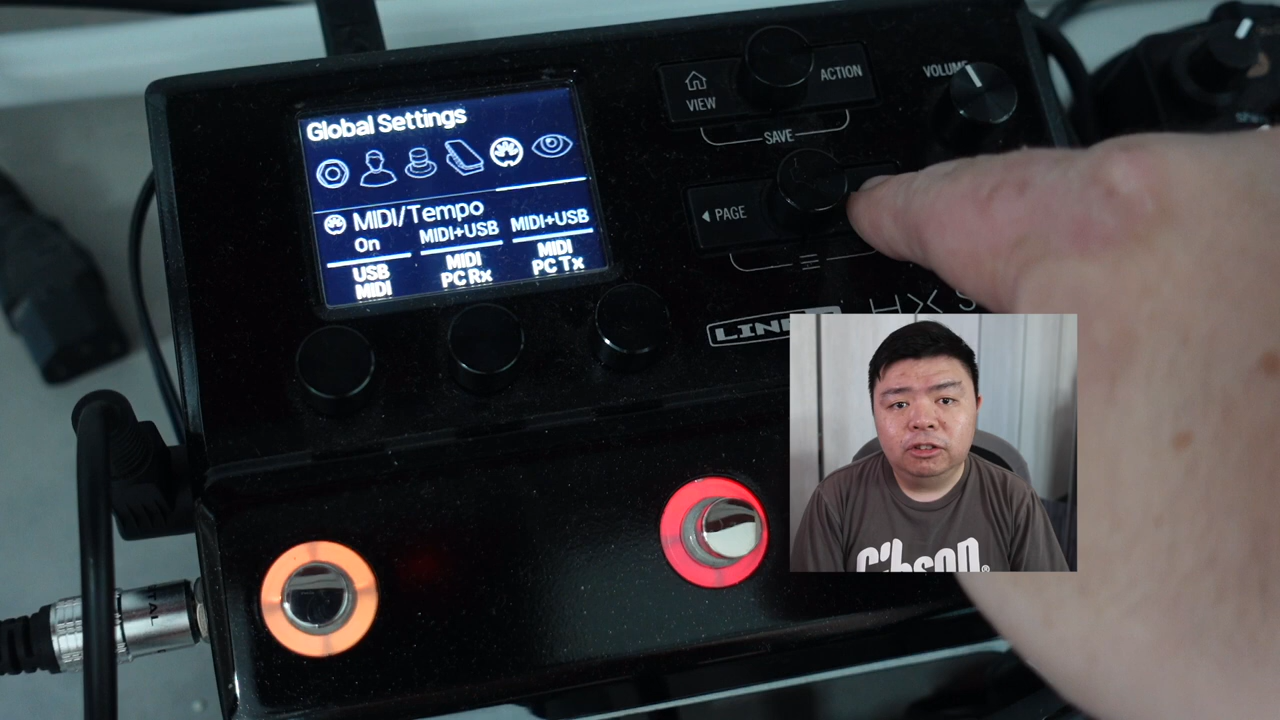 Global Settings
MIDI/Tempo
On
MIDI+USB
MIDI+USB
USB
MIDI
MIDI
PC Rx
MIDI
PC Tx
VIEW
ACTION
SAVE
VOLUME
PAGE
HX
Gibson®